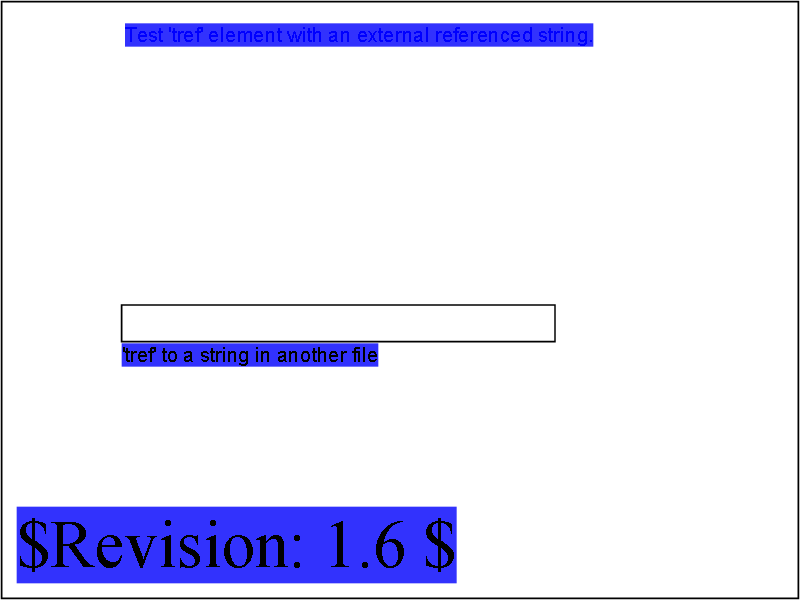 Test 'tref' element with an external referenced string.
'tref' to a string in another file
$Revision: 1.6 $